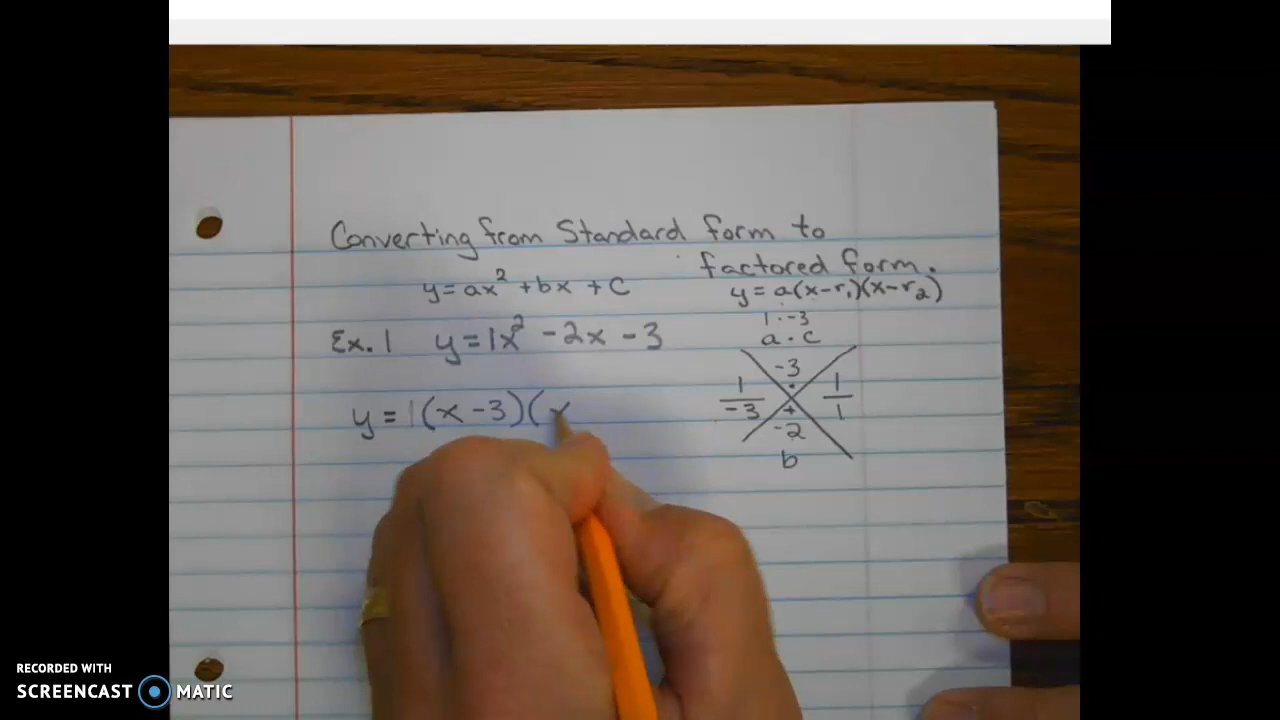 Converting from Standard form to
factored form.
y = ax² + bx + C
y = a(x-r₁)(x-r₂)
Ex. 1 y = 1x² - 2x - 3
1 · -3
a · c
-3
·
1 1
-3 1
+
-2
b
y = 1(x - 3)(x
RECORDED WITH
SCREENCAST MATIC